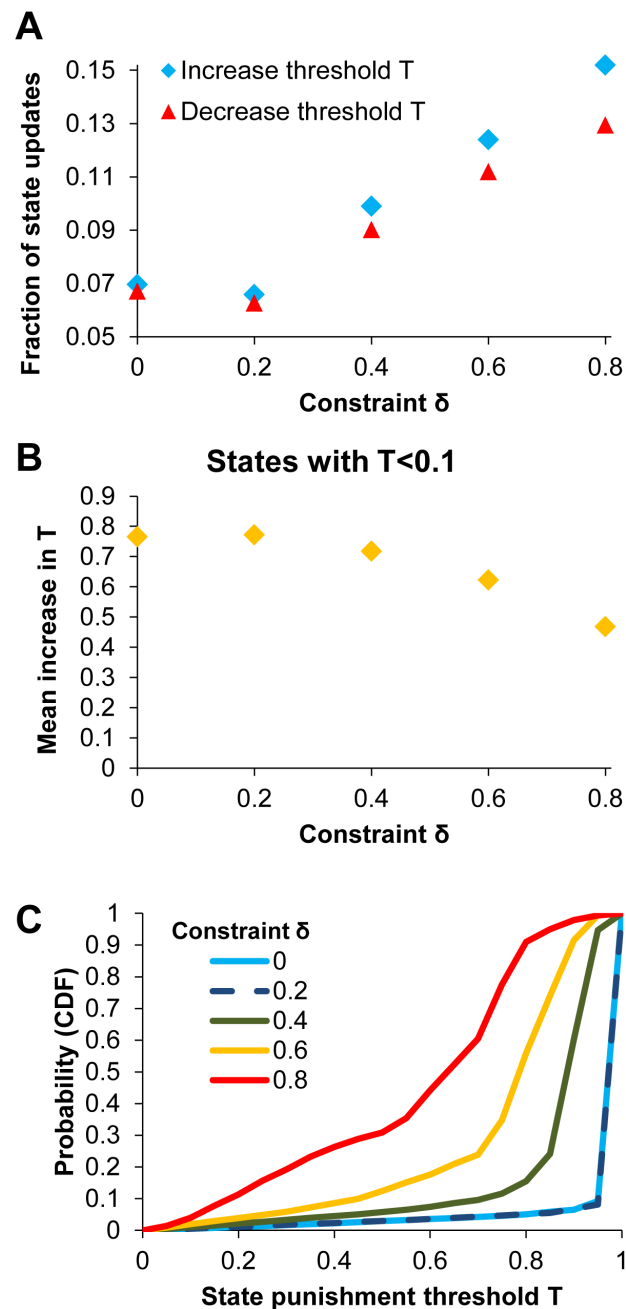 A
Fraction of state updates
0.15
0.13
0.11
0.09
0.07
0.05
Increase threshold T
Decrease threshold T
0 0.2 0.4 0.6 0.8
Constraint δ
B
States with T<0.1
Mean increase in T
0.9
0.8
0.7
0.6
0.5
0.4
0.3
0.2
0.1
0
0 0.2 0.4 0.6 0.8
Constraint δ
C
Probability (CDF)
1
0.9
0.8
0.7
0.6
0.5
0.4
0.3
0.2
0.1
0
Constraint δ
0
0.2
0.4
0.6
0.8
0 0.2 0.4 0.6 0.8 1
State punishment threshold T